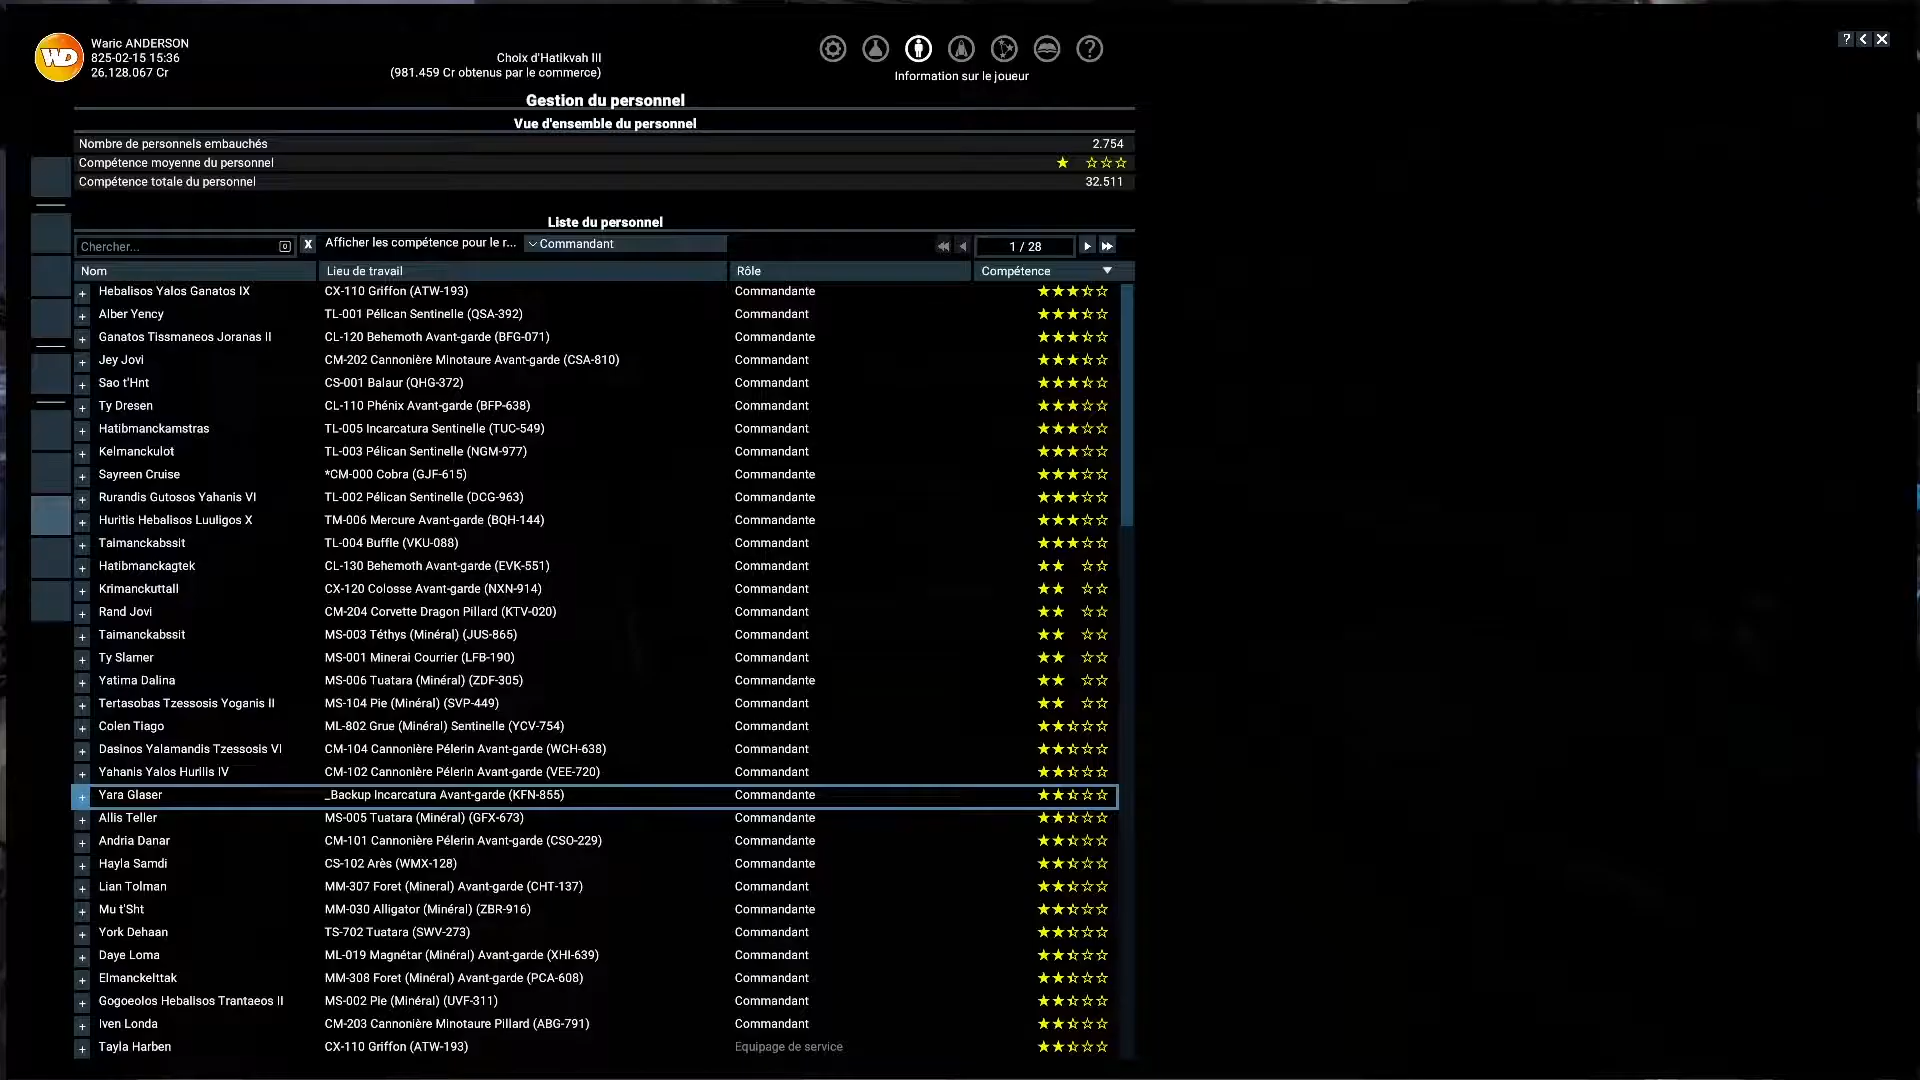 WD
Waric ANDERSON
825-02-15 15:36
26.128.067 Cr
Choix d'Hatikvah III
(981.459 Cr obtenus par le commerce)
Information sur le joueur
?
Gestion du personnel
Vue d'ensemble du personnel
Nombre de personnels embauchés 2.754
Compétence moyenne du personnel ★ ☆☆☆
Compétence totale du personnel 32.511
Liste du personnel
Chercher... X Afficher les compétence pour le r... Commandant 1 / 28
Nom Lieu de travail Rôle Compétence
+ Hebalisos Yalos Ganatos IX CX-110 Griffon (ATW-193) Commandante
+ Alber Yency TL-001 Pélican Sentinelle (QSA-392) Commandant
+ Ganatos Tissmaneos Joranas II CL-120 Behemoth Avant-garde (BFG-071) Commandante
+ Jey Jovi CM-202 Cannonière Minotaure Avant-garde (CSA-810) Commandant
+ Sao t'Hnt CS-001 Balaur (QHG-372) Commandant
+ Ty Dresen CL-110 Phénix Avant-garde (BFP-638) Commandant
+ Hatibmanckamstras TL-005 Incarcatura Sentinelle (TUC-549) Commandant
+ Kelmanckulot TL-003 Pélican Sentinelle (NGM-977) Commandant
+ Sayreen Cruise *CM-000 Cobra (GJF-615) Commandante
+ Rurandis Gutosos Yahanis VI TL-002 Pélican Sentinelle (DCG-963) Commandante
+ Huritis Hebalisos Luuligos X TM-006 Mercure Avant-garde (BQH-144) Commandante
+ Taimanckabssit TL-004 Buffle (VKU-088) Commandant
+ Hatibmanckagtek CL-130 Behemoth Avant-garde (EVK-551) Commandant
+ Krimanckuttall CX-120 Colosse Avant-garde (NXN-914) Commandant
+ Rand Jovi CM-204 Corvette Dragon Pillard (KTV-020) Commandant
+ Taimanckabssit MS-003 Téthys (Minéral) (JUS-865) Commandant
+ Ty Slamer MS-001 Minerai Courrier (LFB-190) Commandant
+ Yatima Dalina MS-006 Tuatara (Minéral) (ZDF-305) Commandante
+ Tertasobas Tzessosis Yoganis II MS-104 Pie (Minéral) (SVP-449) Commandant
+ Colen Tiago ML-802 Grue (Minéral) Sentinelle (YCV-754) Commandant
+ Dasinos Yalamandis Tzessosis VI CM-104 Cannonière Pélerin Avant-garde (WCH-638) Commandante
+ Yahanis Yalos Hurilis IV CM-102 Cannonière Pélerin Avant-garde (VEE-720) Commandant
+ Yara Glaser _Backup Incarcatura Avant-garde (KFN-855) Commandante
+ Allis Teller MS-005 Tuatara (Minéral) (GFX-673) Commandante
+ Andria Danar CM-101 Cannonière Pélerin Avant-garde (CSO-229) Commandante
+ Hayla Samdi CS-102 Arès (WMX-128) Commandante
+ Lian Tolman MM-307 Foret (Mineral) Avant-garde (CHT-137) Commandant
+ Mu t'Sht MM-030 Alligator (Minéral) (ZBR-916) Commandante
+ York Dehaan TS-702 Tuatara (SWV-273) Commandant
+ Daye Loma ML-019 Magnétar (Minéral) Avant-garde (XHI-639) Commandant
+ Elmanckelttak MM-308 Foret (Minéral) Avant-garde (PCA-608) Commandant
+ Gogoeolos Hebalisos Trantaeos II MS-002 Pie (Minéral) (UVF-311) Commandant
+ Iven Londa CM-203 Cannonière Minotaure Pillard (ABG-791) Commandant
+ Tayla Harben CX-110 Griffon (ATW-193) Equipage de service